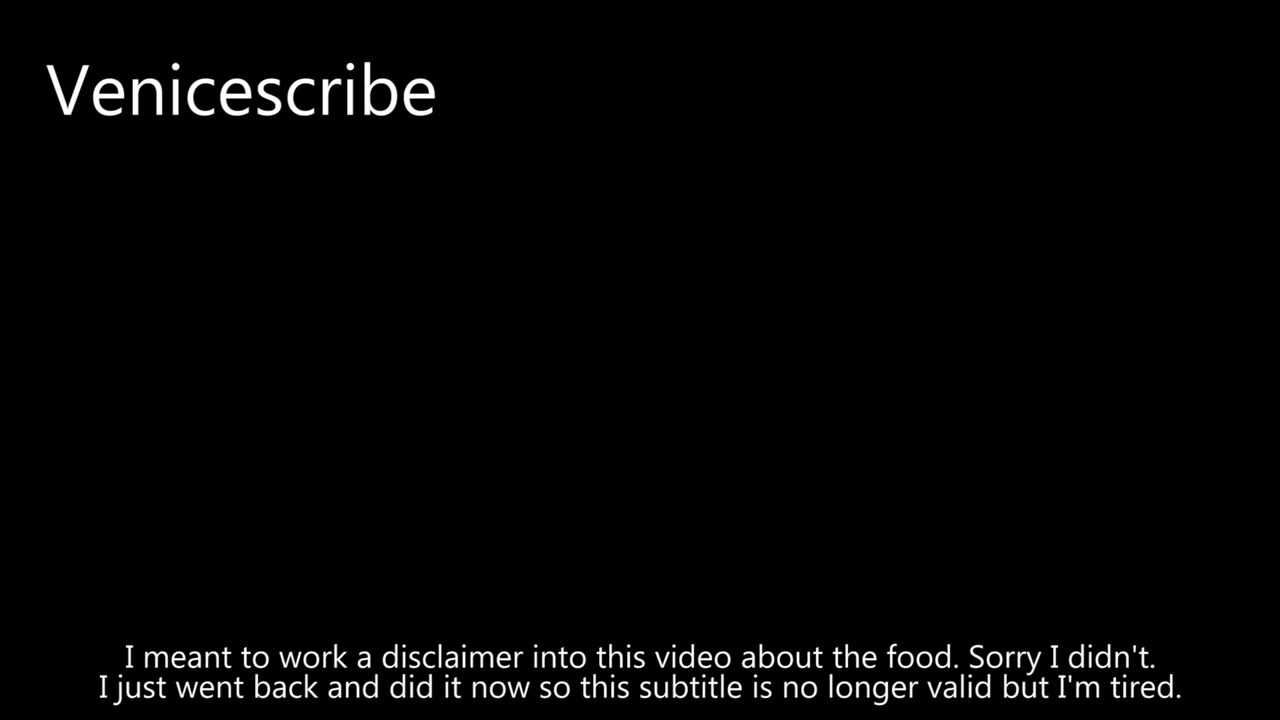 Venicescribe
I meant to work a disclaimer into this video about the food. Sorry I didn't.
I just went back and did it now so this subtitle is no longer valid but I'm tired.